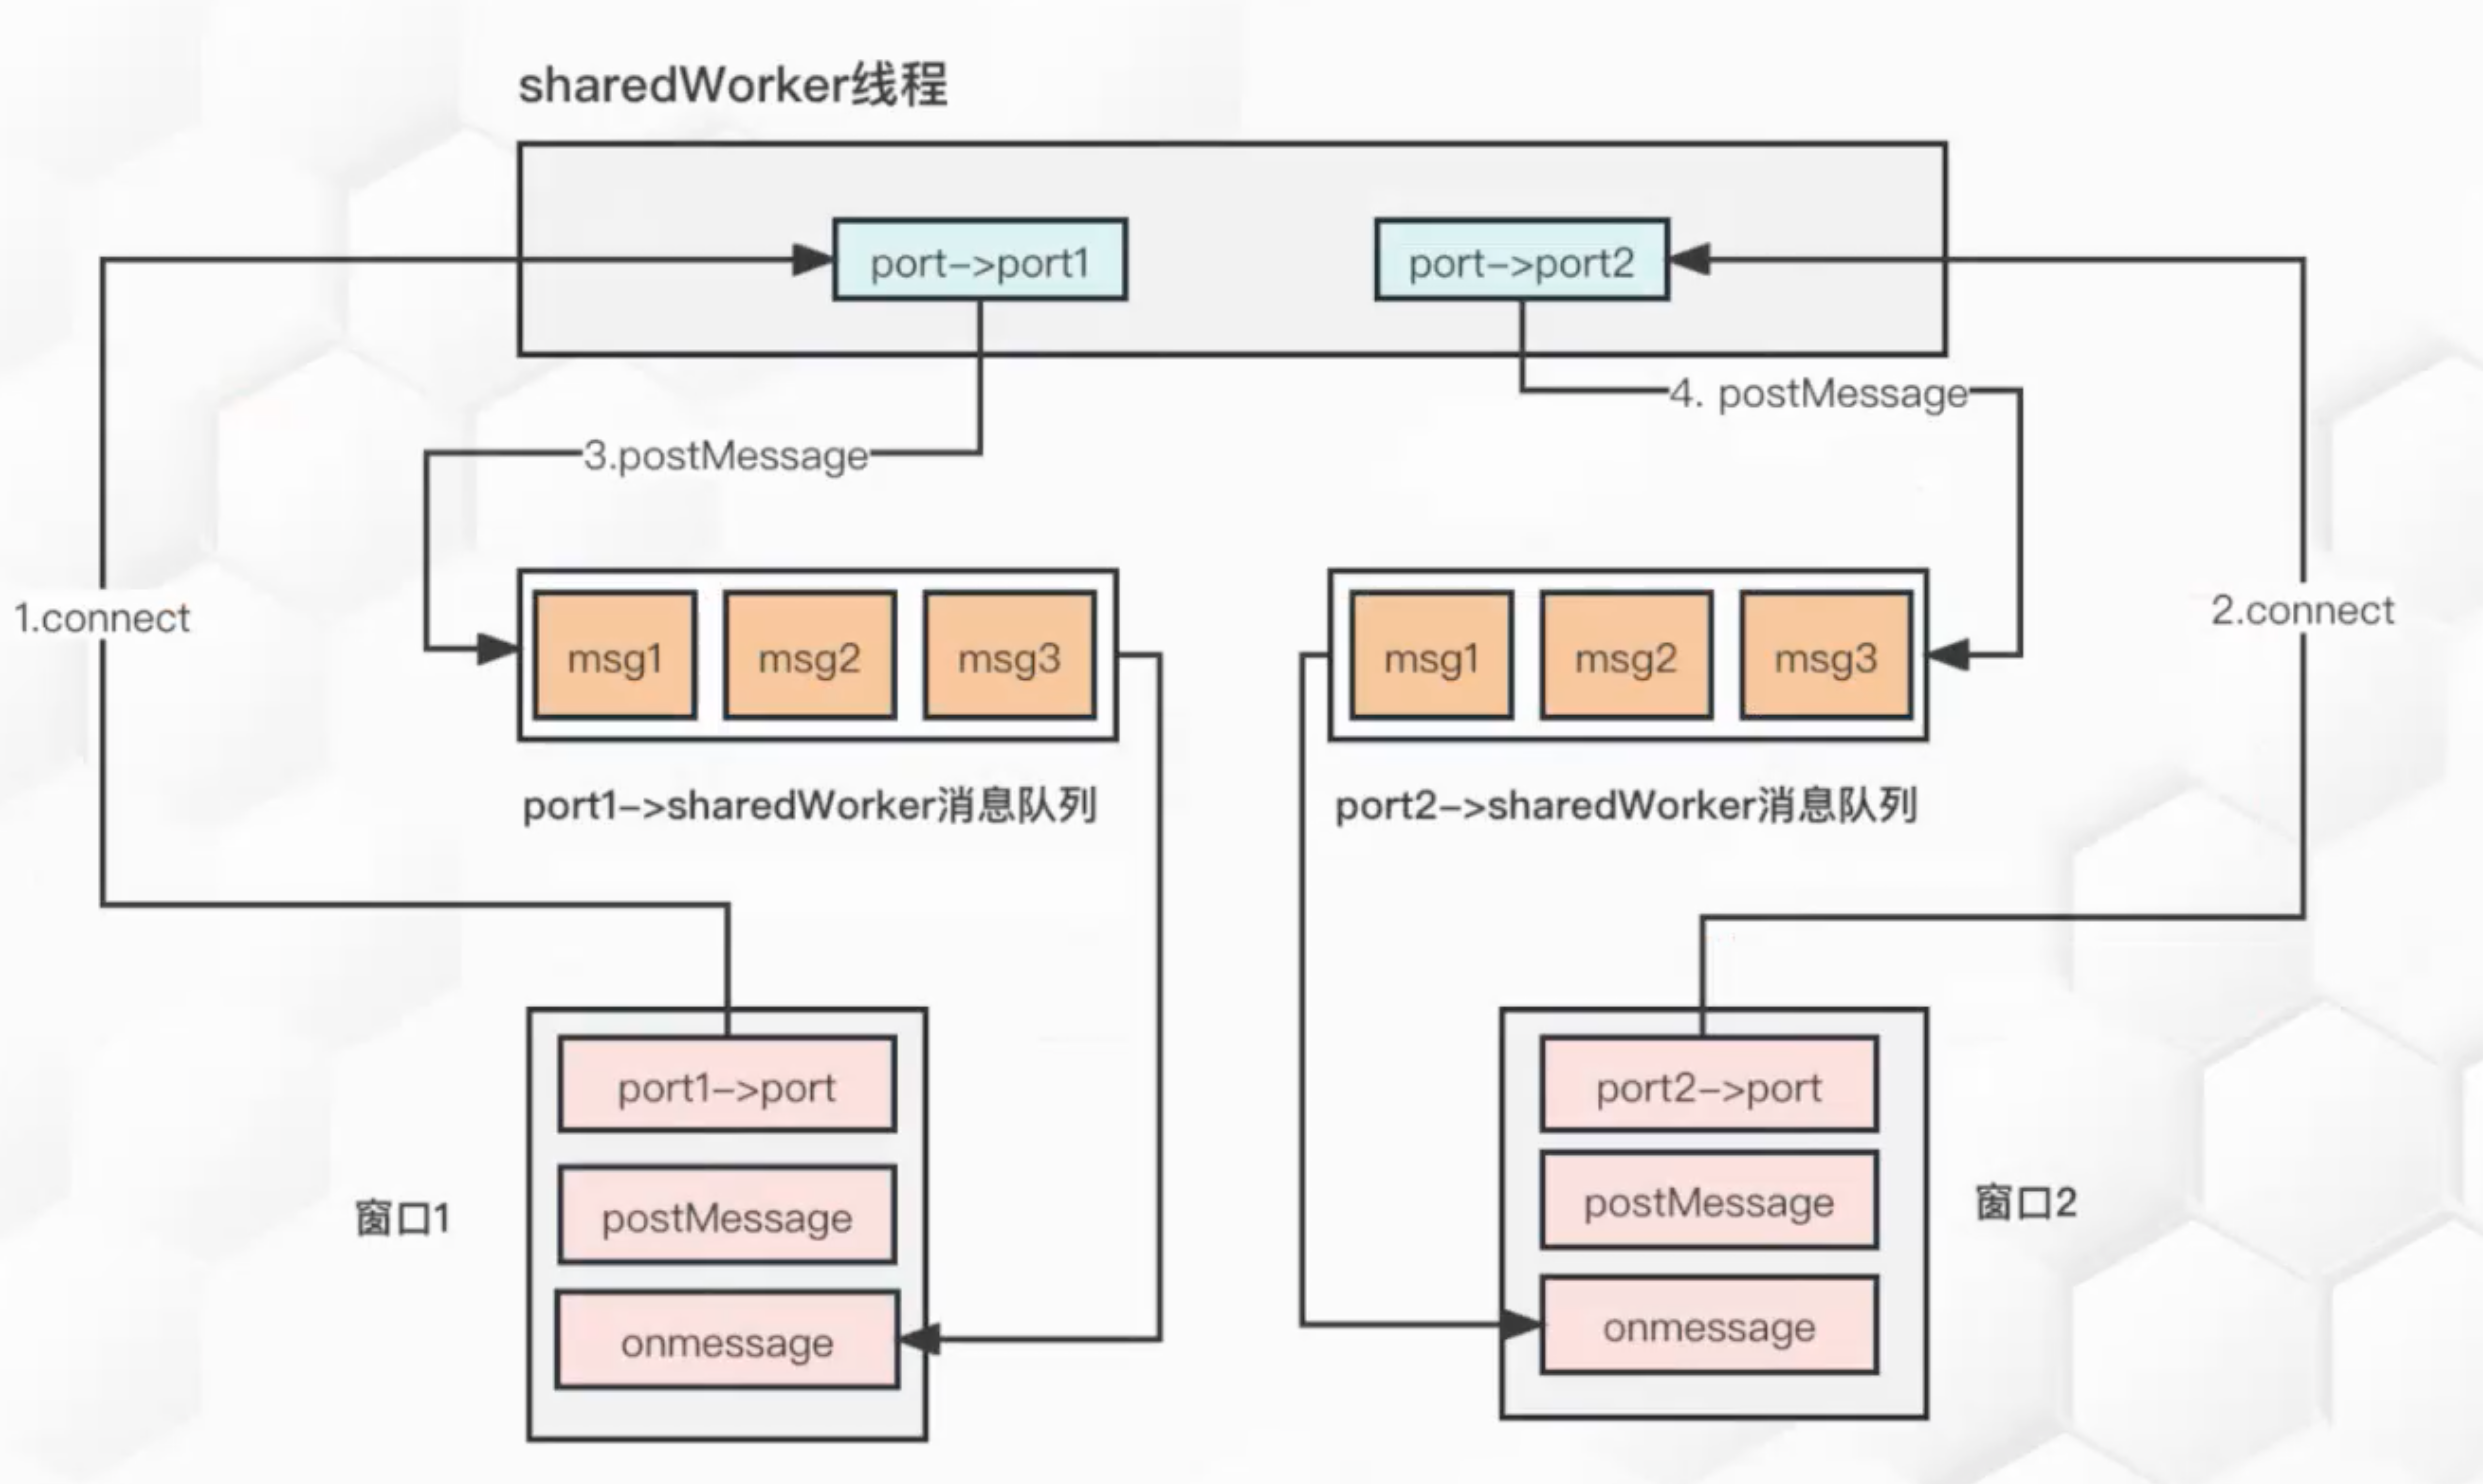 sharedWorker线程
port–>port1
port–>port2
4. postMessage
3.postMessage
1.connect
2.connect
msg1
msg2
msg3
msg1
msg2
msg3
port1–>sharedWorker消息队列
port2–>sharedWorker消息队列
窗口1
port1–>port
postMessage
onmessage
port2–>port
postMessage
onmessage
窗口2